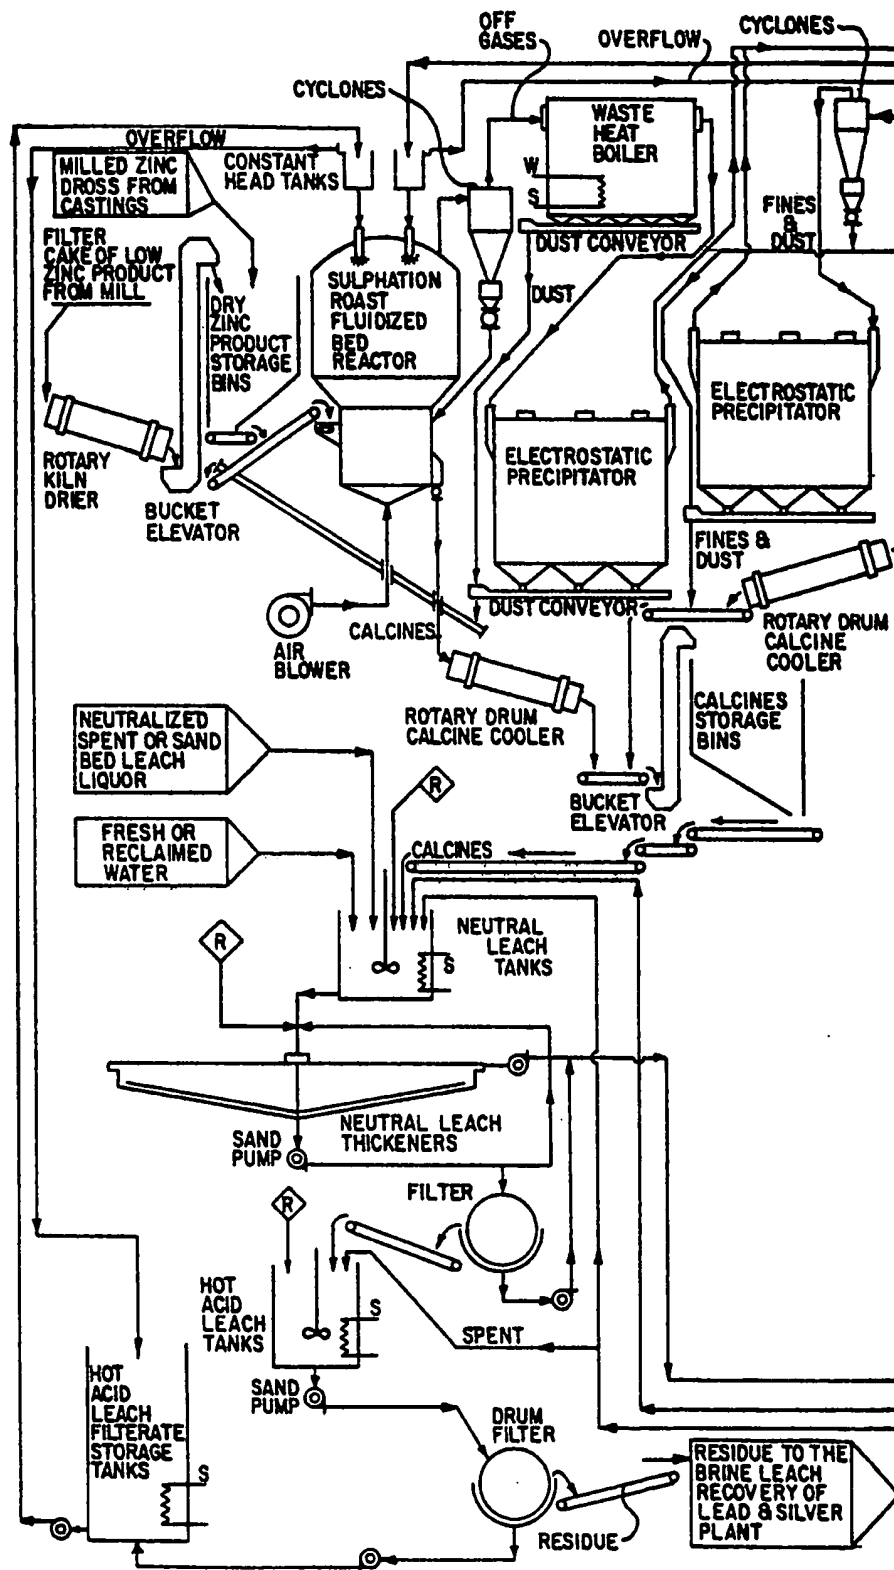 OFF
GASES
OVERFLOW
CYCLONES
CYCLONES
OVERFLOW
CONSTANT
HEAD TANKS
WASTE
HEAT
BOILER
W
S
MILLED ZINC
DROSS FROM
CASTINGS
FILTER
CAKE OF LOW
ZINC PRODUCT
FROM MILL
DUST CONVEYOR
FINES
&
DUST
DRY
ZINC
PRODUCT
STORAGE
BINS
SULPHATION
ROAST
FLUIDIZED
BED
REACTOR
DUST
ELECTROSTATIC
PRECIPITATOR
ELECTROSTATIC
PRECIPITATOR
ROTARY
KILN
DRIER
BUCKET
ELEVATOR
FINES &
DUST
AIR
BLOWER
CALCINES
DUST CONVEYOR
ROTARY DRUM
CALCINE
COOLER
ROTARY DRUM
CALCINE COOLER
CALCINES
STORAGE
BINS
NEUTRALIZED
SPENT OR SAND
BED LEACH
LIQUOR
R
BUCKET
ELEVATOR
FRESH OR
RECLAIMED
WATER
CALCINES
R
NEUTRAL
LEACH
TANKS
S
NEUTRAL LEACH
THICKENERS
SAND
PUMP
FILTER
R
HOT
ACID
LEACH
TANKS
S
SPENT
SAND
PUMP
HOT
ACID
LEACH
FILTERATE
STORAGE
TANKS
S
DRUM
FILTER
RESIDUE
RESIDUE TO THE
BRINE LEACH
RECOVERY OF
LEAD & SILVER
PLANT